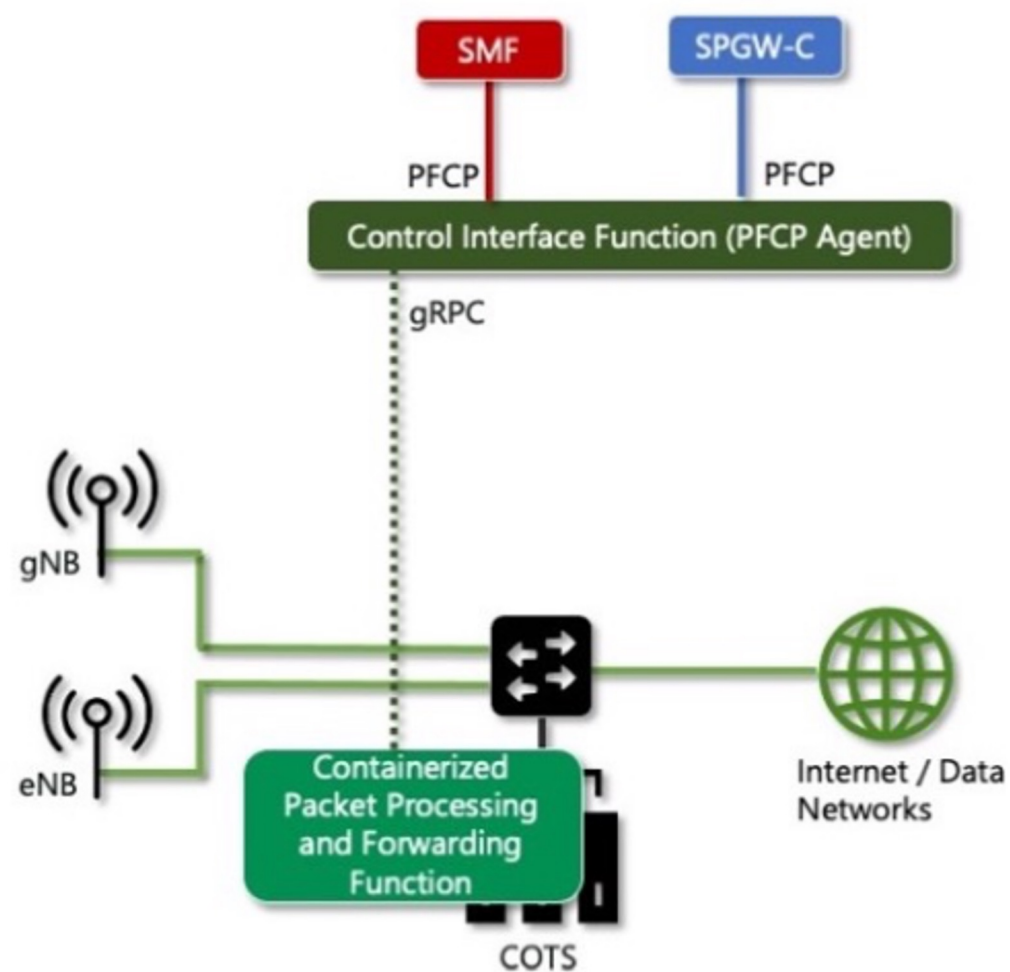 SMF
SPGW-C
PFCP
PFCP
Control Interface Function (PFCP Agent)
gRPC
gNB
eNB
Containerized
Packet Processing
and Forwarding
Function
Internet / Data
Networks
COTS